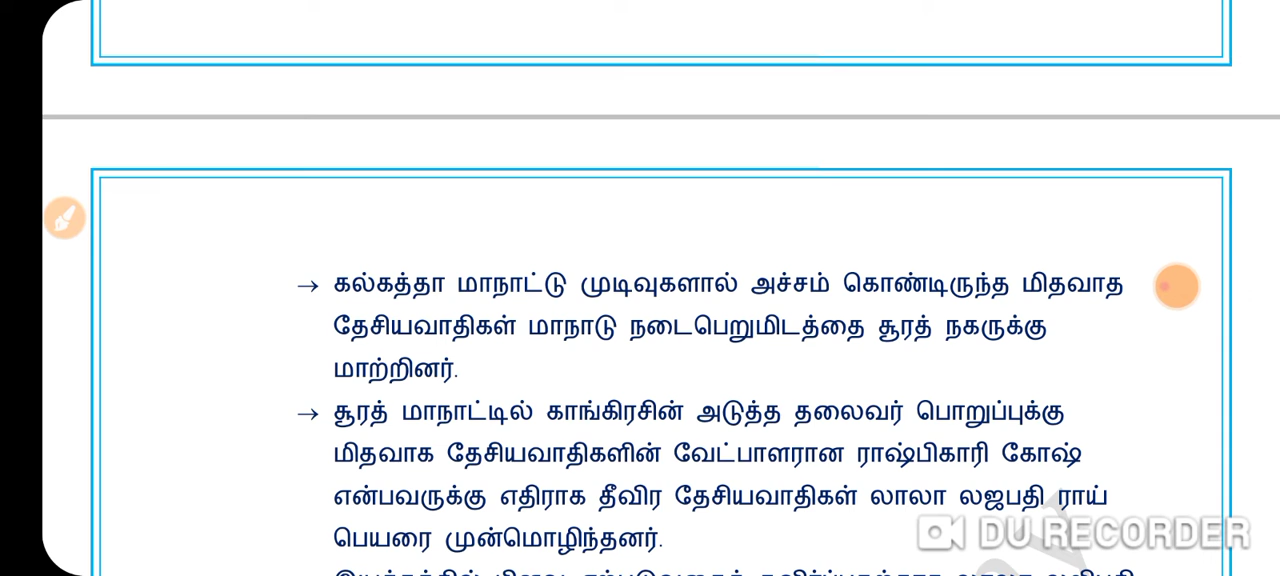 → கல்கத்தா மாநாட்டு முடிவுகளால் அச்சம் கொண்டிருந்த மிதவாத
தேசியவாதிகள் மாநாடு நடைபெறுமிடத்தை சூரத் நகருக்கு
மாற்றினர்.
→ சூரத் மாநாட்டில் காங்கிரசின் அடுத்த தலைவர் பொறுப்புக்கு
மிதவாக தேசியவாதிகளின் வேட்பாளரான ராஷ்பிகாரி கோஷ்
என்பவருக்கு எதிராக தீவிர தேசியவாதிகள் லாலா லஜபதி ராய்
பெயரை முன்மொழிந்தனர்.
DU RECORDER